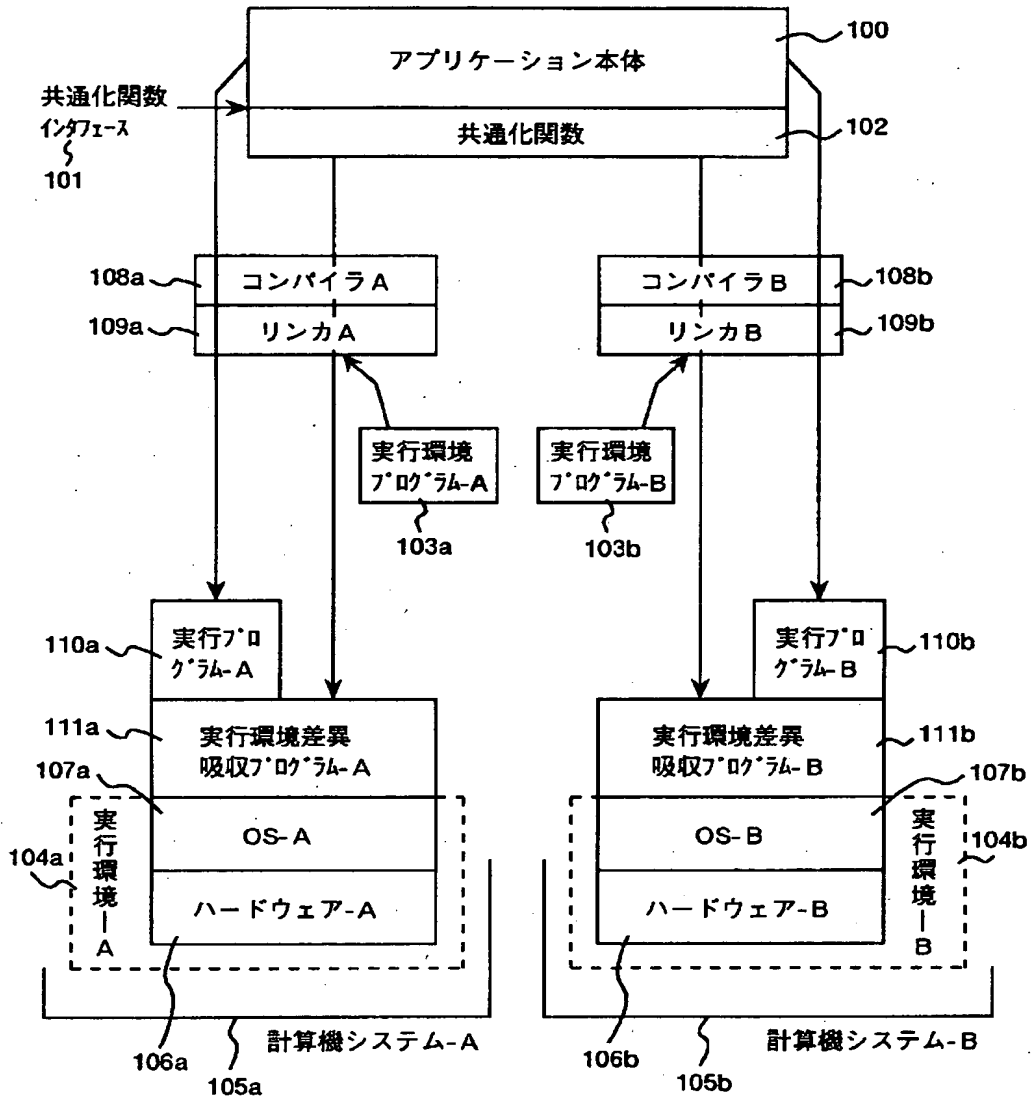 100
アプリケーション本体
共通化関数
インタフェース
101
共通化関数
102
108a
コンパイラA
コンパイラB
108b
109a
リンカA
リンカB
109b
実行環境
プログラム-A
実行環境
プログラム-B
103a
103b
110a
実行プロ
グラム-A
実行プロ
グラム-B
110b
111a
実行環境差異
吸収プログラム-A
実行環境差異
吸収プログラム-B
111b
107a
107b
104a
実行環境ーA
OS-A
OS-B
実行環境ーB
104b
ハードウェア-A
ハードウェア-B
計算機システム-A
計算機システム-B
106a
105a
106b
105b